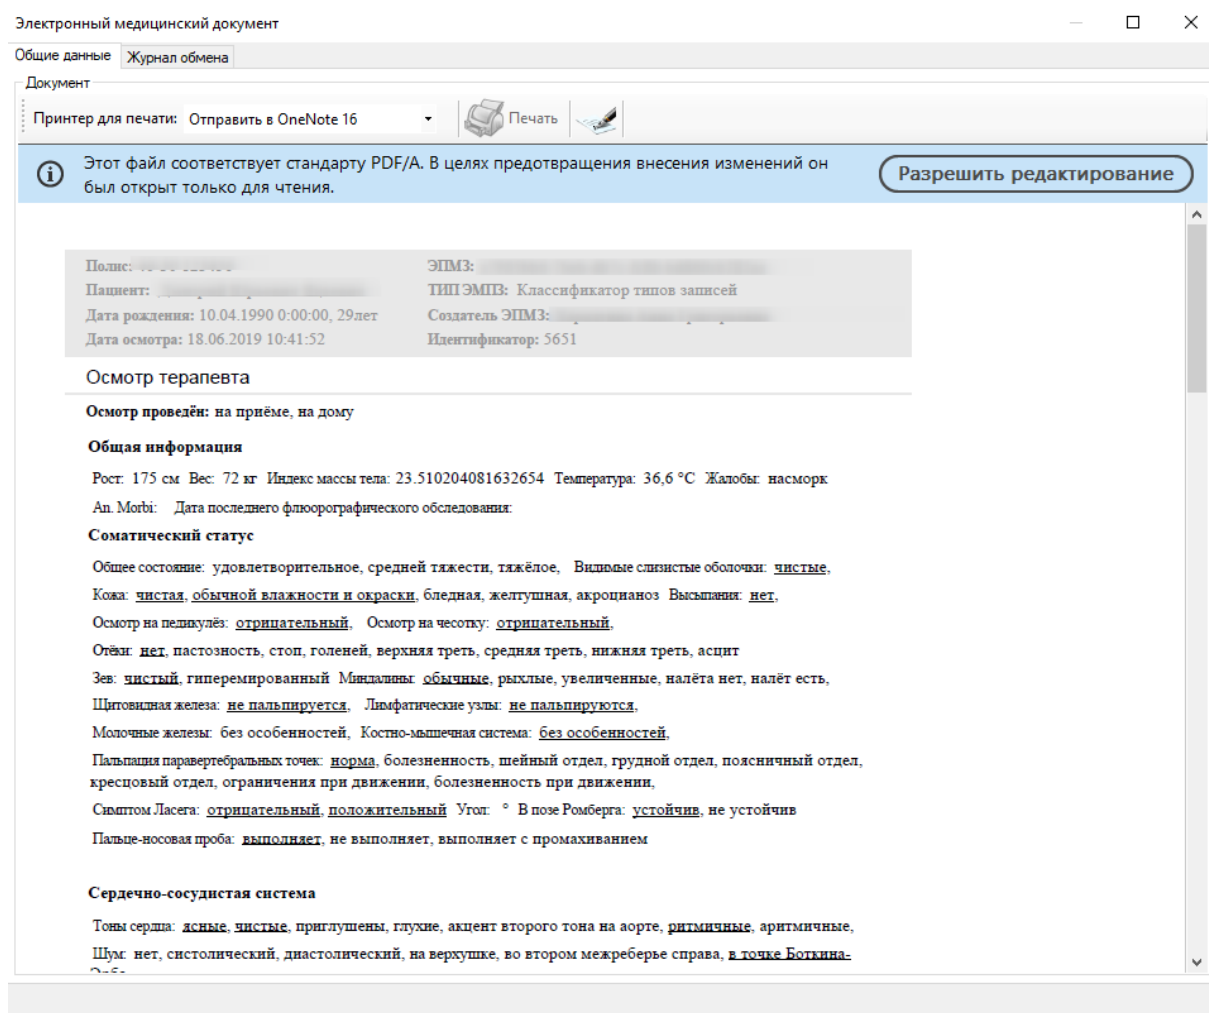 Электронный медицинский документ
Общие данные Журнал обмена
Документ
Принтер для печати: Отправить в OneNote 16 Печать
Этот файл соответствует стандарту PDF/A. В целях предотвращения внесения изменений он
был открыт только для чтения.
Разрешить редактирование
Полис: ЭПМЗ:
Пациент: ТИП ЭМПЗ: Классификатор типов записей
Дата рождения: 10.04.1990 0:00:00, 29лет Создатель ЭПМЗ:
Дата осмотра: 18.06.2019 10:41:52 Идентификатор: 5651
Осмотр терапевта
Осмотр проведён: на приёме, на дому
Общая информация
Рост: 175 см Вес: 72 кг Индекс массы тела: 23.510204081632654 Температура: 36,6 °C Жалобы: насморк
An. Morbi: Дата последнего флюорографического обследования:
Соматический статус
Общее состояние: удовлетворительное, средней тяжести, тяжёлое, Видимые слизистые оболочки: чистые,
Кожа: чистая, обычной влажности и окраски, бледная, желтушная, акроцианоз Высыпания: нет,
Осмотр на педикулёз: отрицательный, Осмотр на чесотку: отрицательный,
Отёки: нет, пастозность, стоп, голеней, верхняя треть, средняя треть, нижняя треть, асцит
Зев: чистый, гиперемированный Миндалины: обычные, рыхлые, увеличенные, налёта нет, налёт есть,
Щитовидная железа: не пальпируется, Лимфатические узлы: не пальпируются,
Молочные железы: без особенностей, Костно-мышечная система: без особенностей,
Пальпация паравертебральных точек: норма, болезненность, шейный отдел, грудной отдел, поясничный отдел,
кресцовый отдел, ограничения при движении, болезненность при движении,
Симптом Ласега: отрицательный, положительный Угол: ° В позе Ромберга: устойчив, не устойчив
Пальце-носовая проба: выполняет, не выполняет, выполняет с промахиванием
Сердечно-сосудистая система
Тоны сердца: ясные, чистые, приглушены, глухие, акцент второго тона на аорте, ритмичные, аритмичные,
Шум: нет, систолический, диастолический, на верхушке, во втором межреберье справа, в точке Боткина-